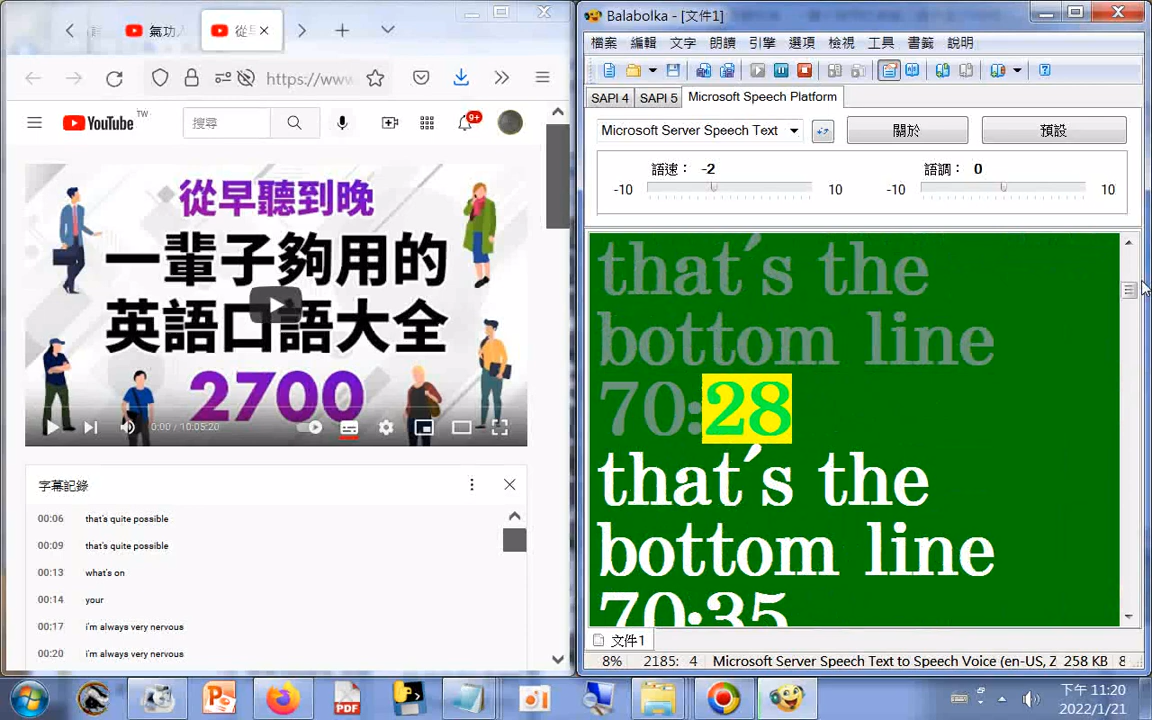 氣功
從
https://www
YouTube TW
搜尋
9+
從早聽到晚
一輩子夠用的
英語口語大全
2700
0:00 / 10:05:20
字幕記錄
00:06 that's quite possible
00:09 that's quite possible
00:13 what's on
00:14 your
00:17 i'm always very nervous
00:20 i'm always very nervous
Balabolka - [文件1]
檔案 編輯 文字 朗讀 引擎 選項 檢視 工具 書籤 說明
SAPI 4 SAPI 5 Microsoft Speech Platform
Microsoft Server Speech Text 關於 預設
語速： -2 語調： 0
-10 10 -10 10
that's the
bottom line
70:28
that's the
bottom line
70:35
文件1
8% 2185: 4 Microsoft Server Speech Text to Speech Voice (en-US, Z 258 KB 8
PDF
下午 11:20
2022/1/21